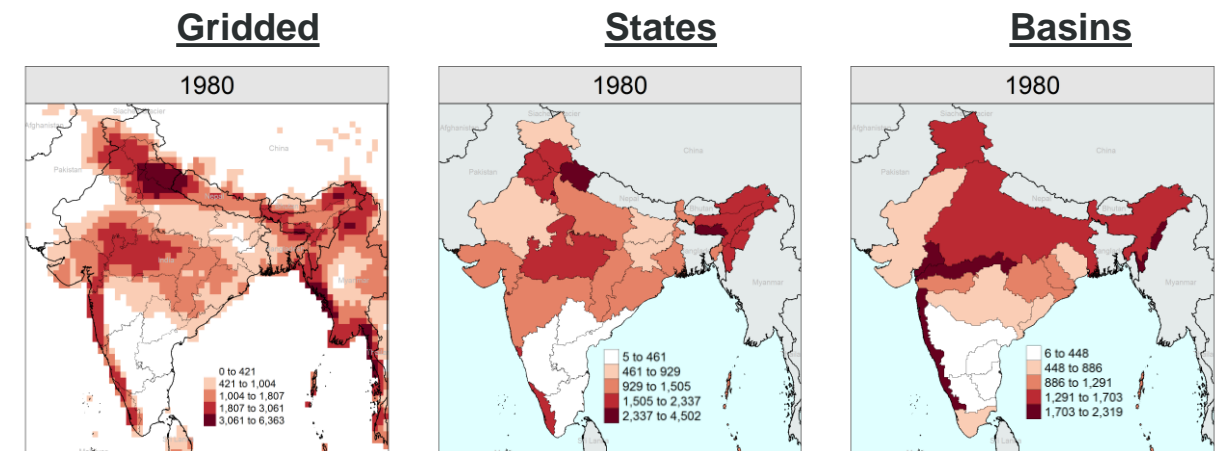 Gridded
States
Basins
1980
1980
1980
Afghanistan
China
Pakistan
Myanmar
0 to 421
421 to 1,004
1,004 to 1,807
1,807 to 3,061
3,061 to 6,363
Afghanistan
China
Pakistan
Nepal
Bhutan
Myanmar
5 to 461
461 to 929
929 to 1,505
1,505 to 2,337
2,337 to 4,502
Afghanistan
China
Pakistan
Nepal
Myanmar
6 to 448
448 to 886
886 to 1,291
1,291 to 1,703
1,703 to 2,319